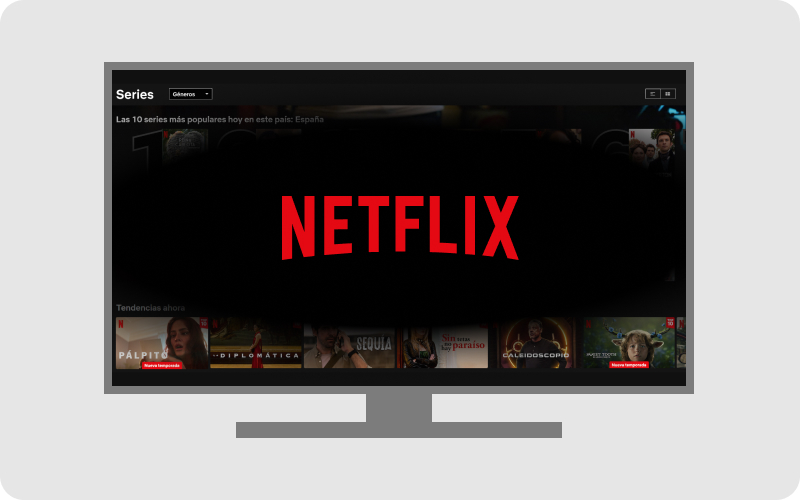 Series
Géneros
Las 10 series más populares hoy en este país: España
NETFLIX
Tendencias ahora
PÁLPITO
Nueva temporada
LA DIPLOMÁTICA
SEQUÍA
Sin tetas
no hay
paraíso
CALEIDOSCOPIO
Nueva temporada